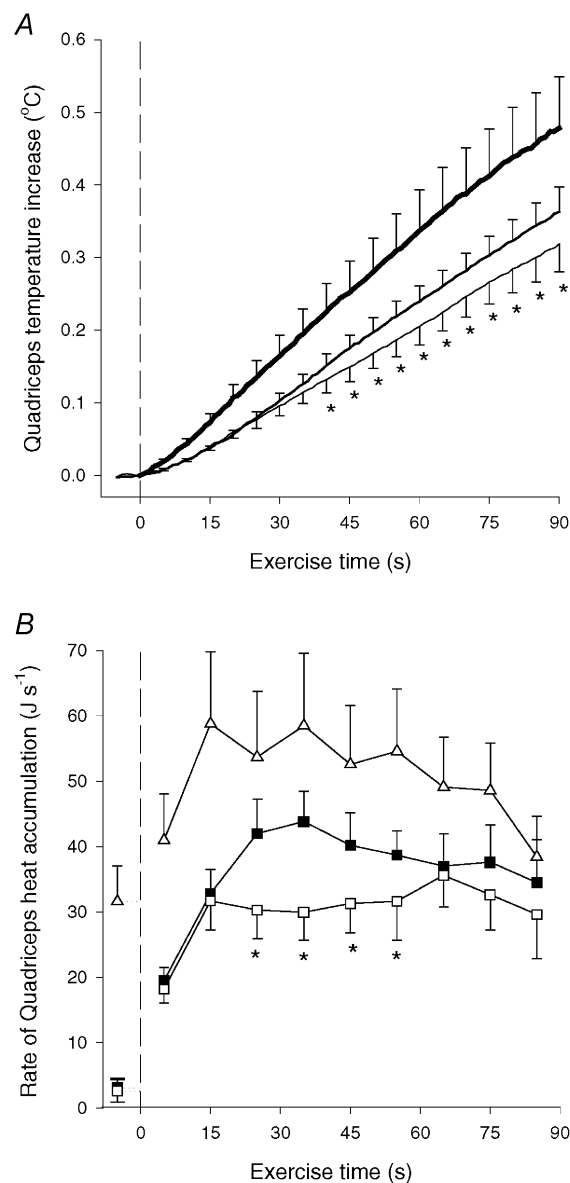 A
Quadriceps temperature increase (°C)
0.6
0.5
0.4
0.3
0.2
0.1
0.0
* * * * * * * * * * *
0 15 30 45 60 75 90
Exercise time (s)
B
Rate of Quadriceps heat accumulation (J s-1)
70
60
50
40
30
20
10
0
* * * *
0 15 30 45 60 75 90
Exercise time (s)